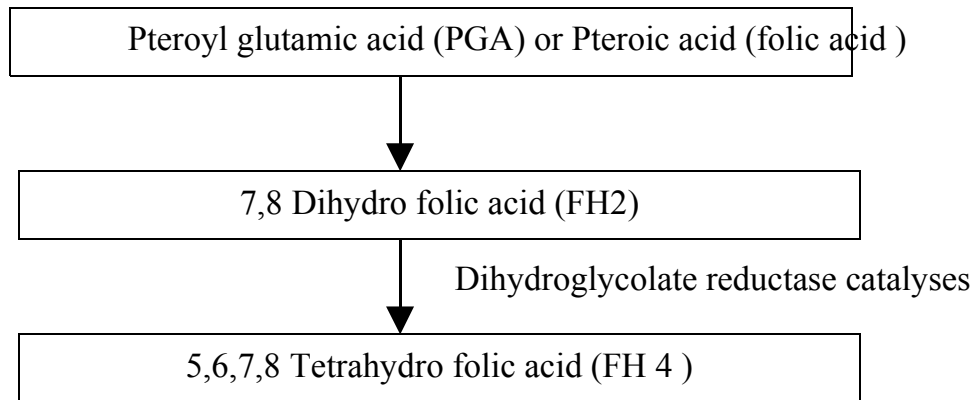 Pteroyl glutamic acid (PGA) or Pteroic acid (folic acid )
7,8 Dihydro folic acid (FH2)
Dihydroglycolate reductase catalyses
5,6,7,8 Tetrahydro folic acid (FH 4 )